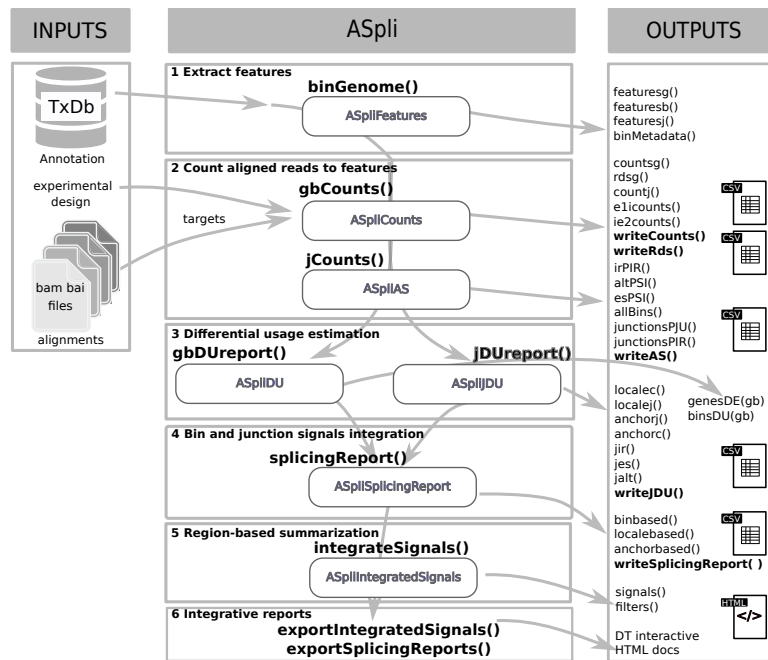 INPUTS
ASpli
OUTPUTS
TxDb
Annotation
experimental
design
targets
bam bai
files
alignments
1 Extract features
binGenome()
ASpliFeatures
2 Count aligned reads to features
gbCounts()
ASpliCounts
jCounts()
ASpliAS
3 Differential usage estimation
gbDUreport()
jDUreport()
ASpliDU
ASpliJDU
4 Bin and junction signals integration
splicingReport()
ASpliSplicingReport
5 Region-based summarization
integrateSignals()
ASpliIntegratedSignals
6 Integrative reports
exportIntegratedSignals()
exportSplicingReports()
featuresg()
featuresb()
featuresj()
binMetadata()
countsg()
rdsg()
countj()
e1icounts()
ie2counts()
writeCounts()
writeRds()
CSV
CSV
irPIR()
altPSI()
esPSI()
allBins()
junctionsPJU()
junctionsPIR()
writeAS()
CSV
localec()
localej()
anchorj()
anchorc()
jir()
jes()
jalt()
writeJDU()
genesDE(gb)
binsDU(gb)
CSV
binbased()
localebased()
anchorbased()
writeSplicingReport( )
CSV
signals()
filters()
HTML
</>
DT interactive
HTML docs